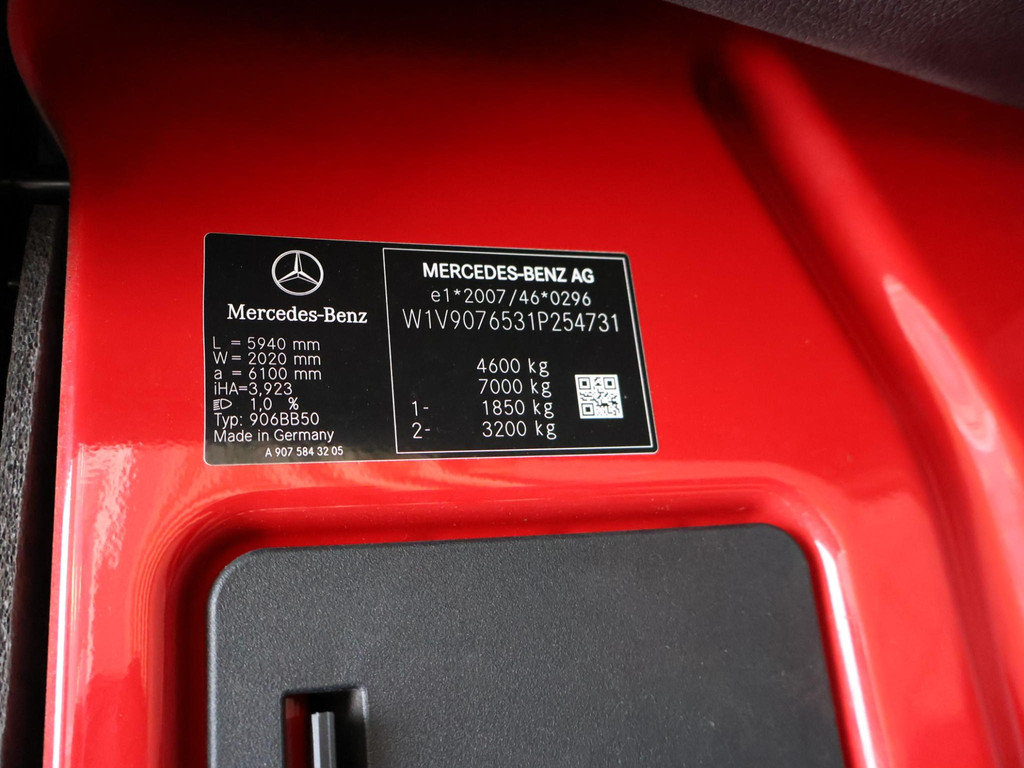 Mercedes-Benz
L = 5940 mm
W = 2020 mm
a = 6100 mm
iHA=3,923
1,0 %
Typ: 906BB50
Made in Germany
A 907 584 32 05
MERCEDES-BENZ AG
e1*2007/46*0296
W1V9076531P254731
4600 kg
7000 kg
1- 1850 kg
2- 3200 kg